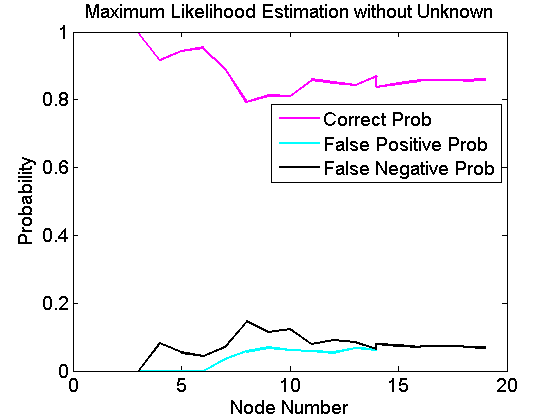 Maximum Likelihood Estimation without Unknown
1
0.8
0.6
0.4
0.2
0
Probability
Correct Prob
False Positive Prob
False Negative Prob
0 5 10 15 20
Node Number